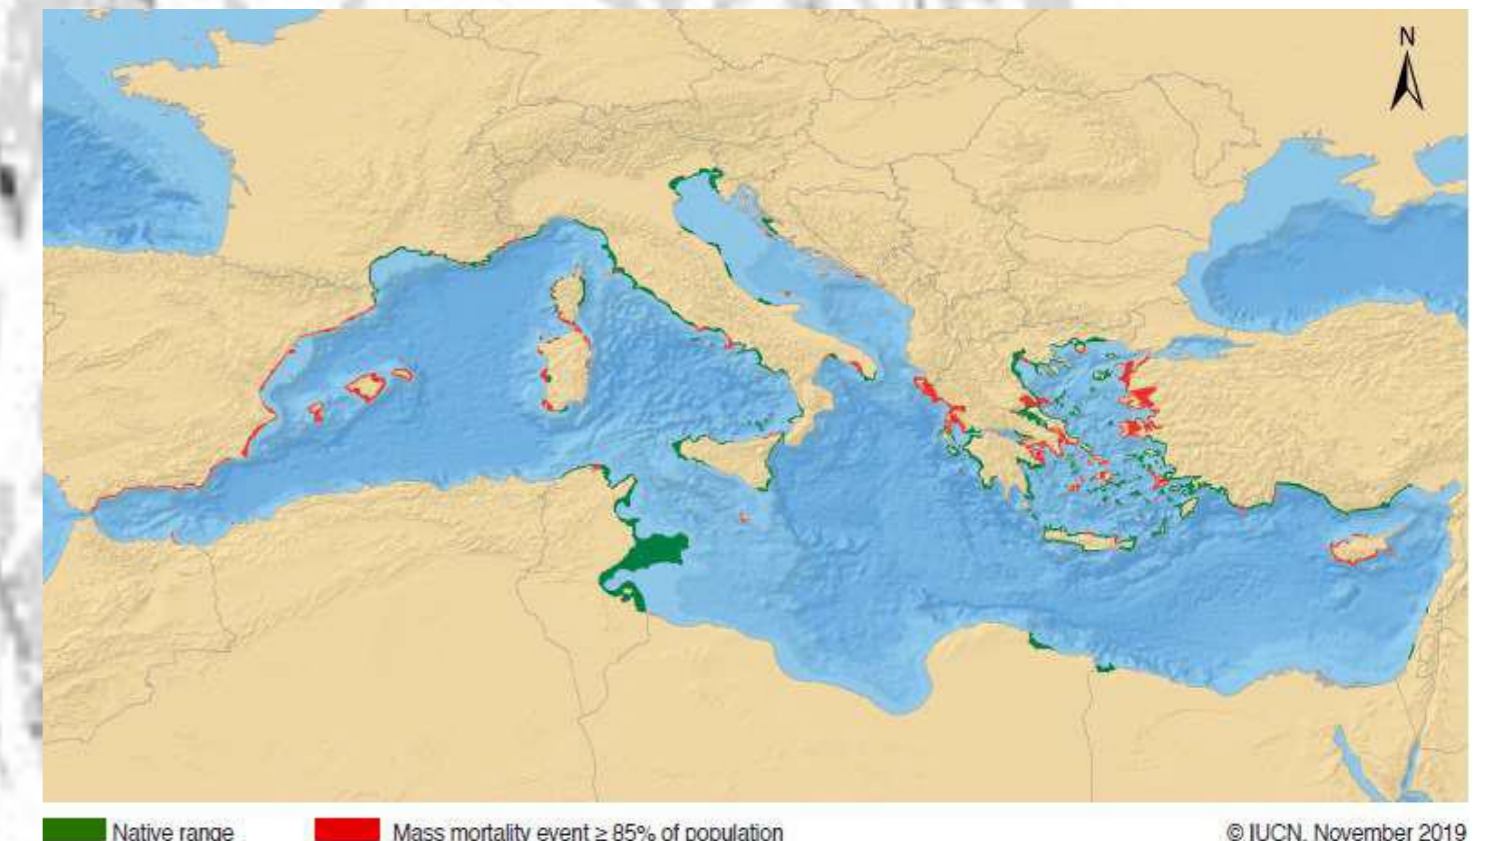 N
Native range
Mass mortality event ≥ 85% of population
© IUCN, November 2019